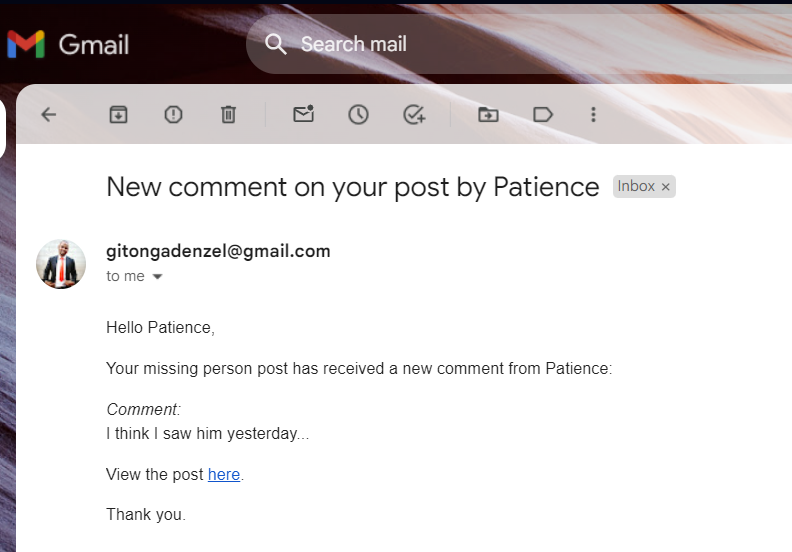 Gmail
Search mail
New comment on your post by Patience Inbox ×
gitongadenzel@gmail.com
to me
Hello Patience,
Your missing person post has received a new comment from Patience:
Comment:
I think I saw him yesterday...
View the post here.
Thank you.